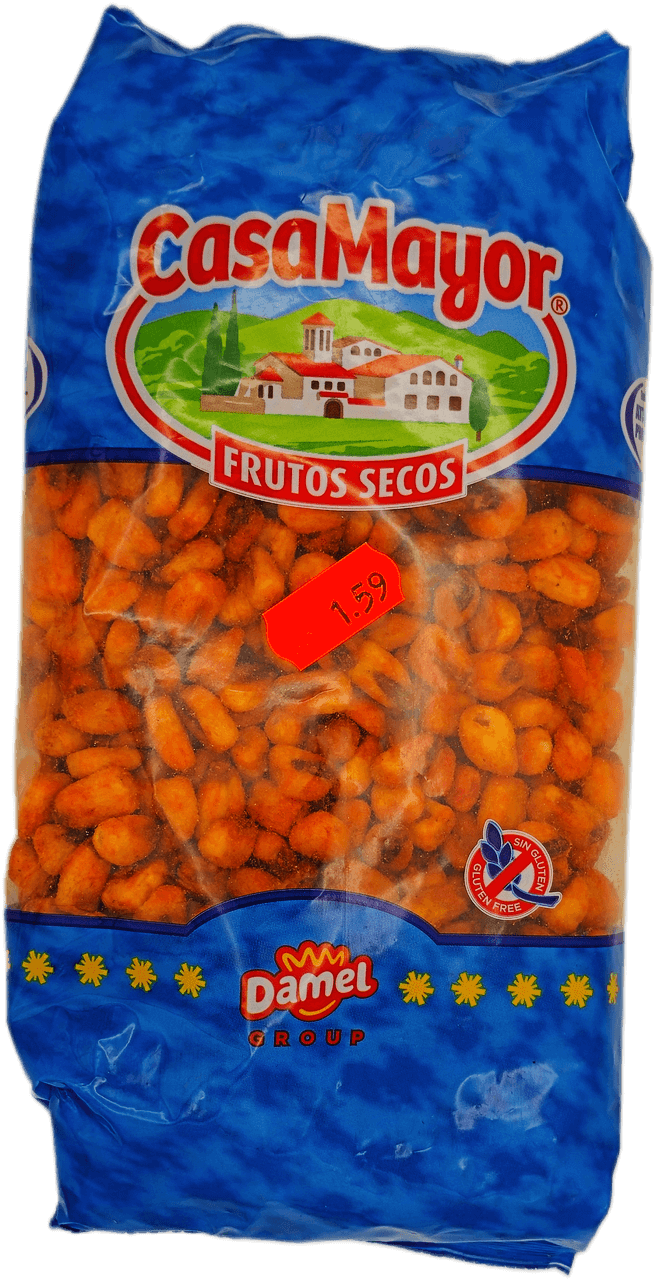 CasaMayor®
FRUTOS SECOS
1.59
SIN GLUTEN
GLUTEN FREE
Damel
GROUP